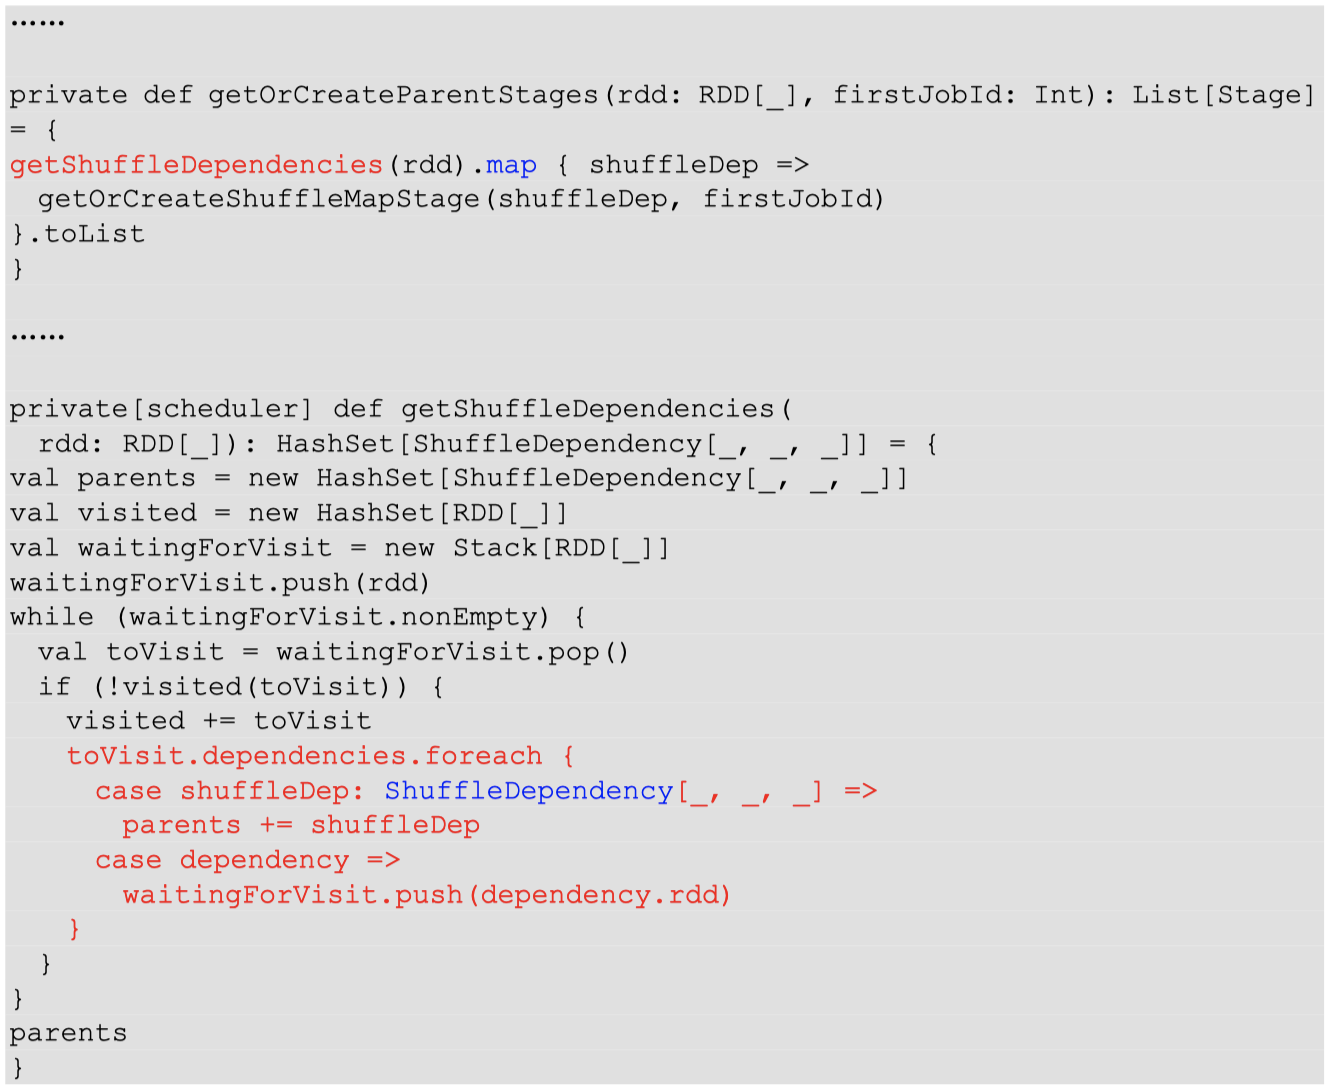 ……
private def getOrCreateParentStages(rdd: RDD[_], firstJobId: Int): List[Stage]
= {
getShuffleDependencies(rdd).map { shuffleDep =>
  getOrCreateShuffleMapStage(shuffleDep, firstJobId)
}.toList
}
……
private[scheduler] def getShuffleDependencies(
  rdd: RDD[_]): HashSet[ShuffleDependency[_, _, _]] = {
val parents = new HashSet[ShuffleDependency[_, _, _]]
val visited = new HashSet[RDD[_]]
val waitingForVisit = new Stack[RDD[_]]
waitingForVisit.push(rdd)
while (waitingForVisit.nonEmpty) {
  val toVisit = waitingForVisit.pop()
  if (!visited(toVisit)) {
    visited += toVisit
    toVisit.dependencies.foreach {
      case shuffleDep: ShuffleDependency[_, _, _] =>
        parents += shuffleDep
      case dependency =>
        waitingForVisit.push(dependency.rdd)
    }
  }
}
parents
}